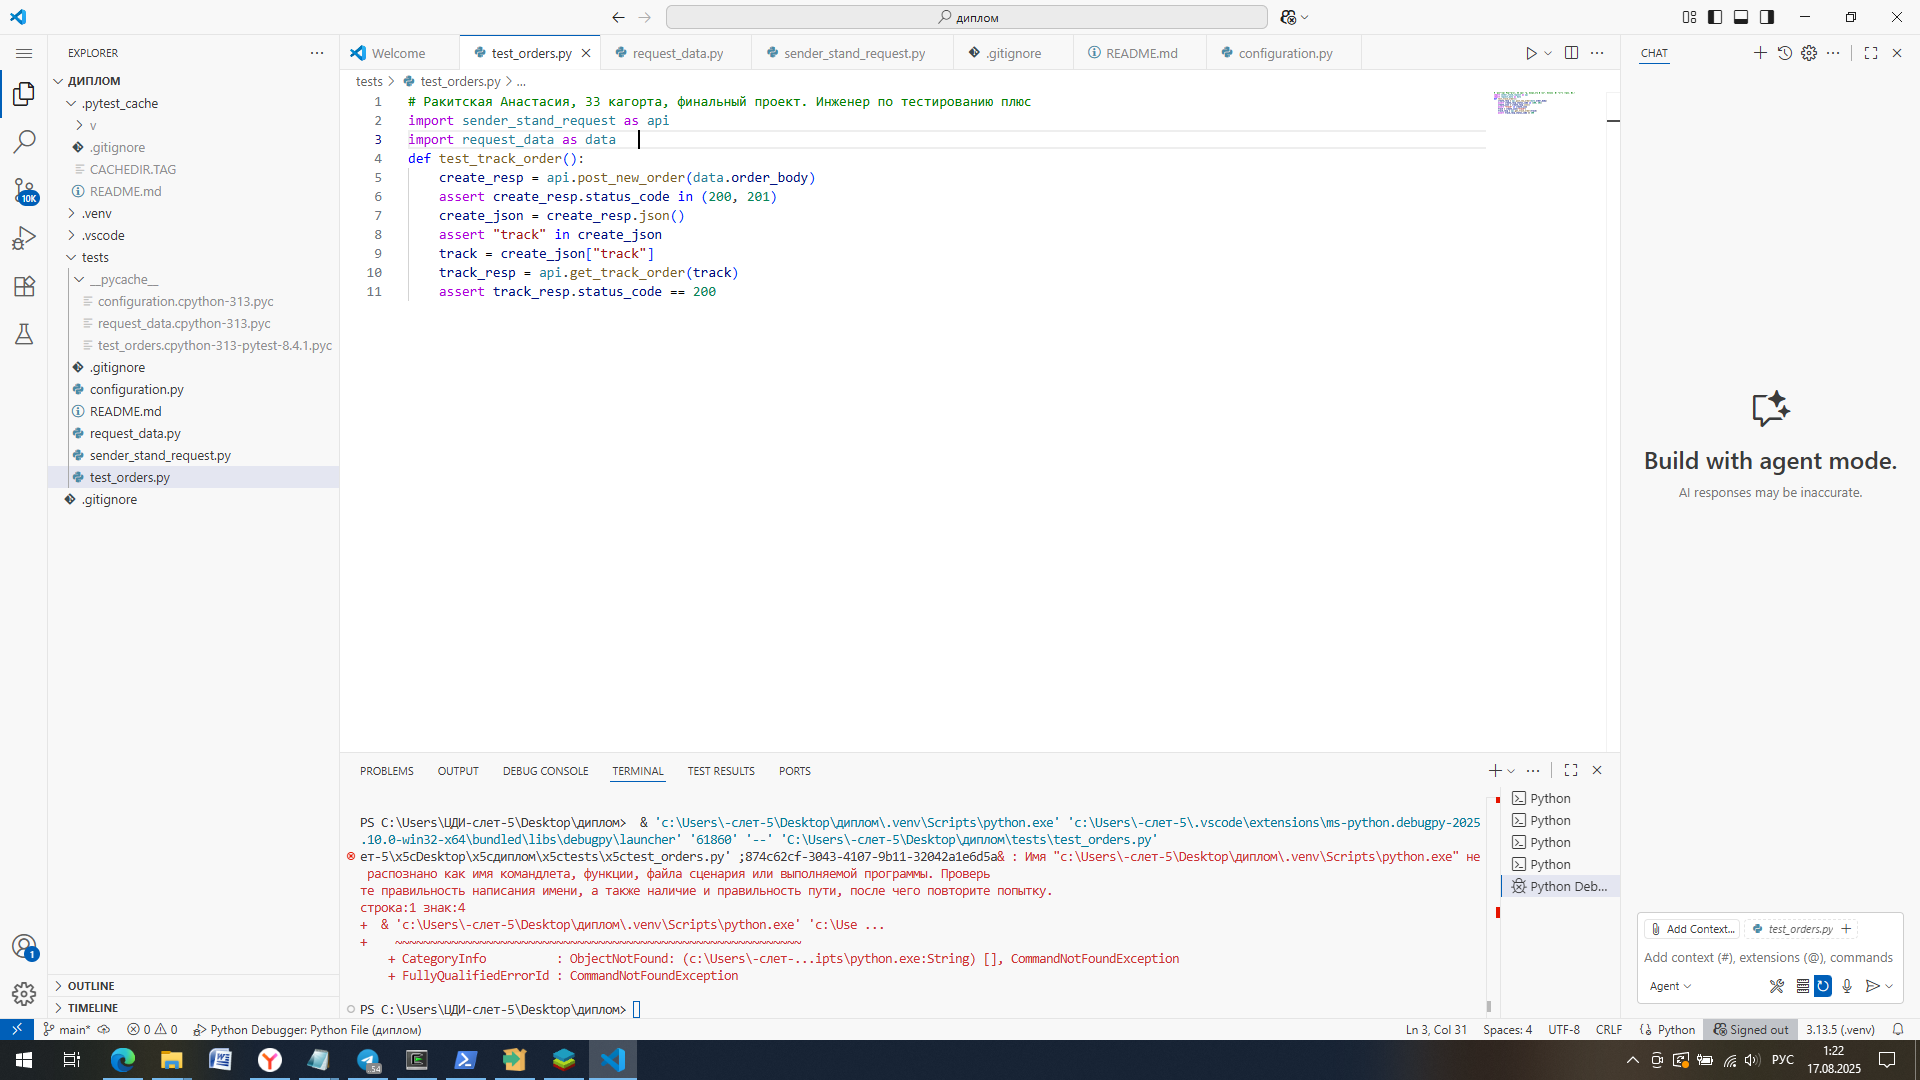 диплом
EXPLORER
ДИПЛОМ
.pytest_cache
v
.gitignore
CACHEDIR.TAG
README.md
.venv
.vscode
tests
__pycache__
configuration.cpython-313.pyc
request_data.cpython-313.pyc
test_orders.cpython-313-pytest-8.4.1.pyc
.gitignore
configuration.py
README.md
request_data.py
sender_stand_request.py
test_orders.py
.gitignore
OUTLINE
TIMELINE
10K
1
Welcome
test_orders.py
request_data.py
sender_stand_request.py
.gitignore
README.md
configuration.py
tests > test_orders.py > ...
1 # Ракитская Анастасия, 33 кагорта, финальный проект. Инженер по тестированию плюс
2 import sender_stand_request as api
3 import request_data as data
4 def test_track_order():
5 create_resp = api.post_new_order(data.order_body)
6 assert create_resp.status_code in (200, 201)
7 create_json = create_resp.json()
8 assert "track" in create_json
9 track = create_json["track"]
10 track_resp = api.get_track_order(track)
11 assert track_resp.status_code == 200
PROBLEMS OUTPUT DEBUG CONSOLE TERMINAL TEST RESULTS PORTS
PS C:\Users\ЦДИ-слет-5\Desktop\диплом>  & 'c:\Users\-слет-5\Desktop\диплом\.venv\Scripts\python.exe' 'c:\Users\-слет-5\.vscode\extensions\ms-python.debugpy-2025
.10.0-win32-x64\bundled\libs\debugpy\launcher' '61860' '--' 'C:\Users\-слет-5\Desktop\диплом\tests\test_orders.py'
ет-5\x5cDesktop\x5cдиплом\x5ctests\x5ctest_orders.py' ;874c62cf-3043-4107-9b11-32042a1e6d5a& : Имя "c:\Users\-слет-5\Desktop\диплом\.venv\Scripts\python.exe" не
распознано как имя командлета, функции, файла сценария или выполняемой программы. Проверь
те правильность написания имени, а также наличие и правильность пути, после чего повторите попытку.
строка:1 знак:4
+  & 'c:\Users\-слет-5\Desktop\диплом\.venv\Scripts\python.exe' 'c:\Use ...
+    ~~~~~~~~~~~~~~~~~~~~~~~~~~~~~~~~~~~~~~~~~~~~~~~~~~~~~
+ CategoryInfo          : ObjectNotFound: (c:\Users\-слет-...ipts\python.exe:String) [], CommandNotFoundException
+ FullyQualifiedErrorId : CommandNotFoundException
PS C:\Users\ЦДИ-слет-5\Desktop\диплом>
Python
Python
Python
Python
Python Deb...
CHAT
Build with agent mode.
AI responses may be inaccurate.
Add Context...
test_orders.py
Add context (#), extensions (@), commands
Agent
main* 0 0 Python Debugger: Python File (диплом)
Ln 3, Col 31 Spaces: 4 UTF-8 CRLF Python Signed out 3.13.5 (.venv)
54
РУС
1:22
17.08.2025